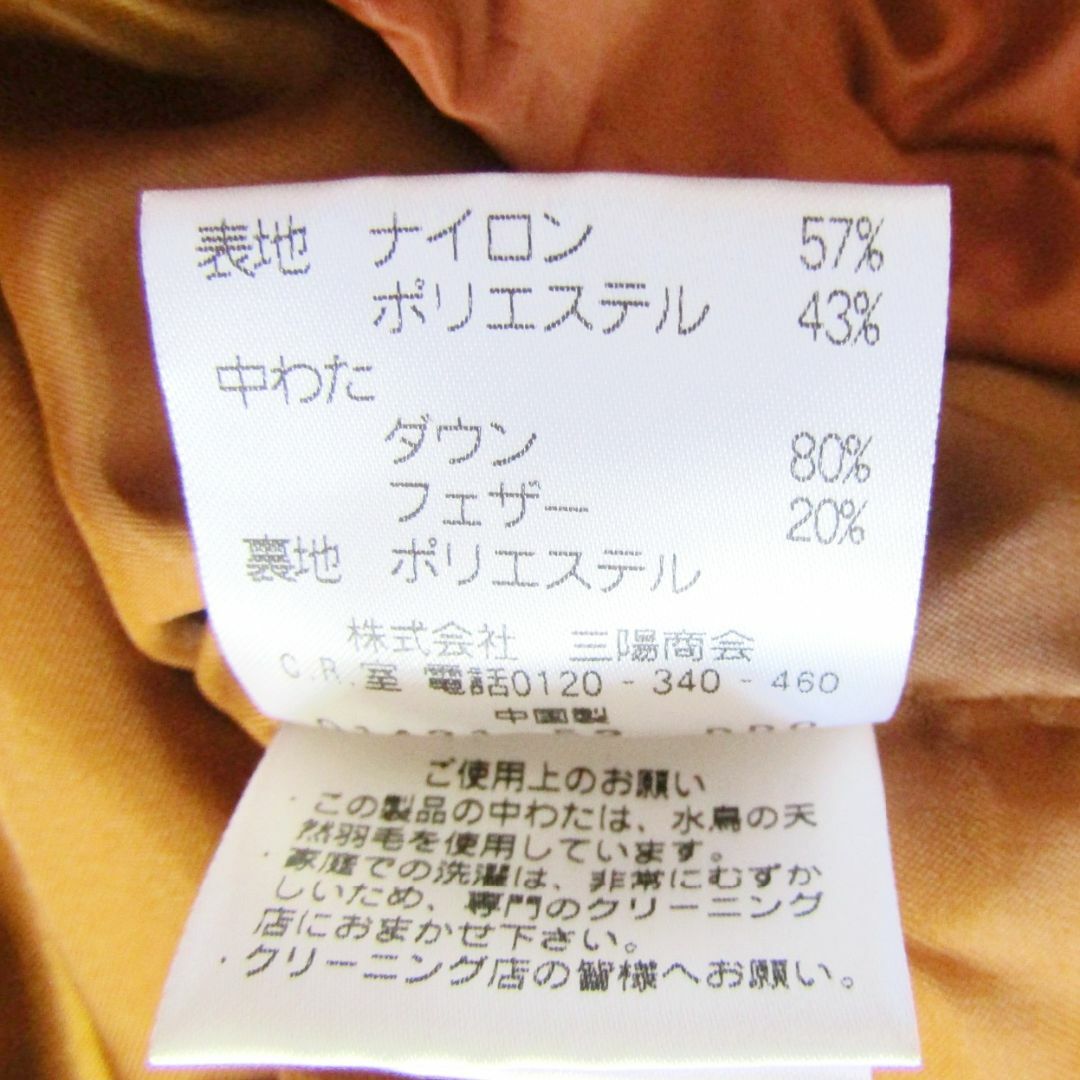 表地 ナイロン 57%
ポリエステル 43%
中わた
ダウン 80%
フェザー 20%
裏地 ポリエステル
株式会社 三陽商会
C.R.室 電話0120-340-460
中国製
ご使用上のお願い
・この製品の中わたは、水鳥の天
然羽毛を使用しています。
・家庭での洗濯は、非常にむずか
しいため、専門のクリーニング
店におまかせ下さい。
・クリーニング店の皆様へお願い。